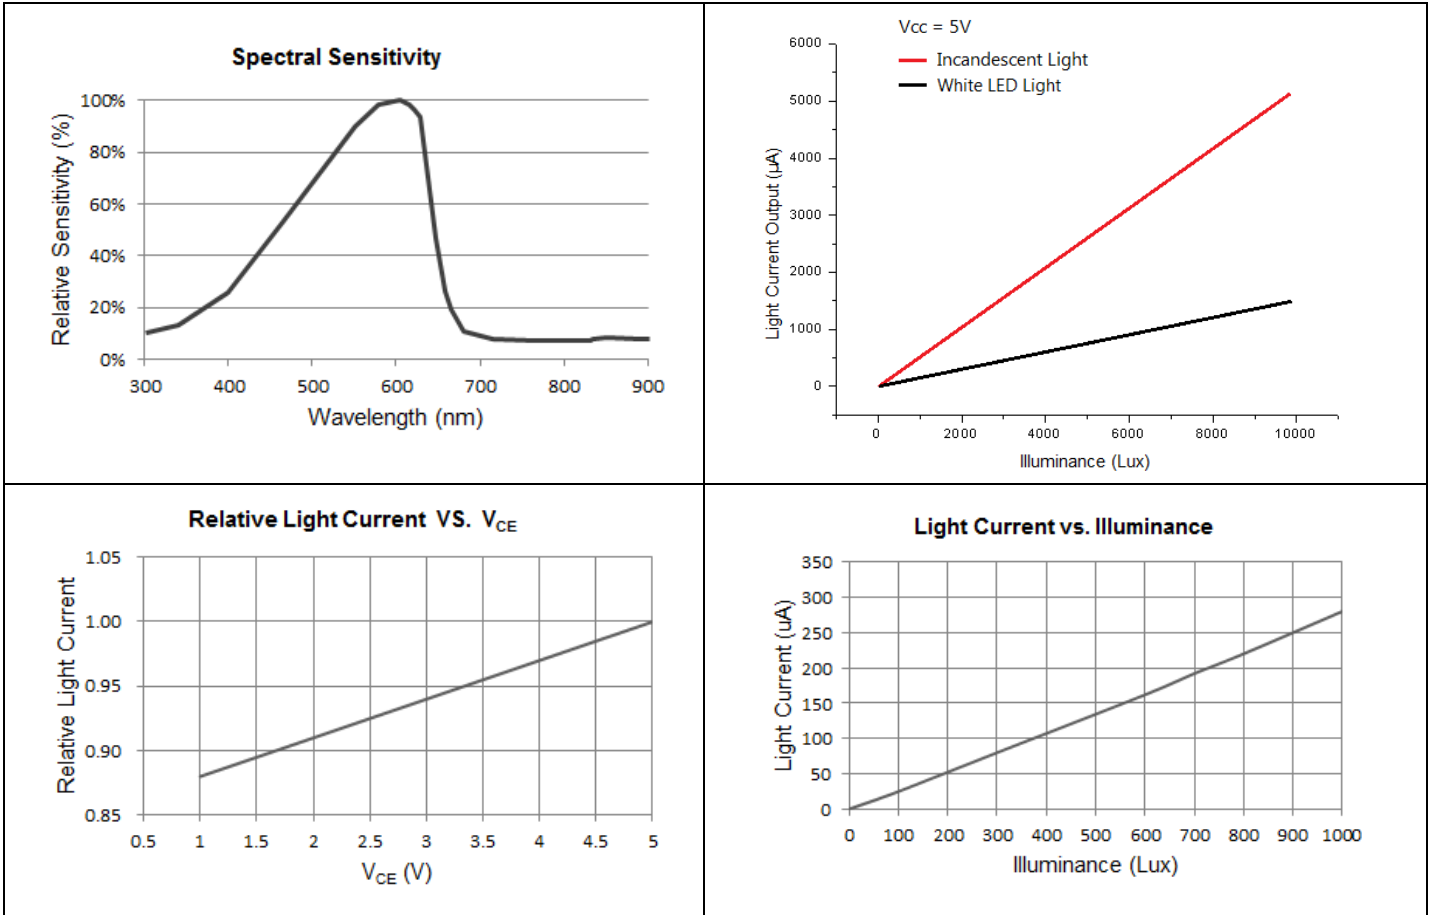 Spectral Sensitivity
Relative Sensitivity (%)
100%
80%
60%
40%
20%
0%
300 400 500 600 700 800 900
Wavelength (nm)
Vcc = 5V
Incandescent Light
White LED Light
Light Current Output (µA)
6000
5000
4000
3000
2000
1000
0
0 2000 4000 6000 8000 10000
Illuminance (Lux)
Relative Light Current VS. VCE
Relative Light Current
1.05
1.00
0.95
0.90
0.85
0.5 1 1.5 2 2.5 3 3.5 4 4.5 5
VCE (V)
Light Current vs. Illuminance
Light Current (uA)
350
300
250
200
150
100
50
0
0 100 200 300 400 500 600 700 800 900 1000
Illuminance (Lux)